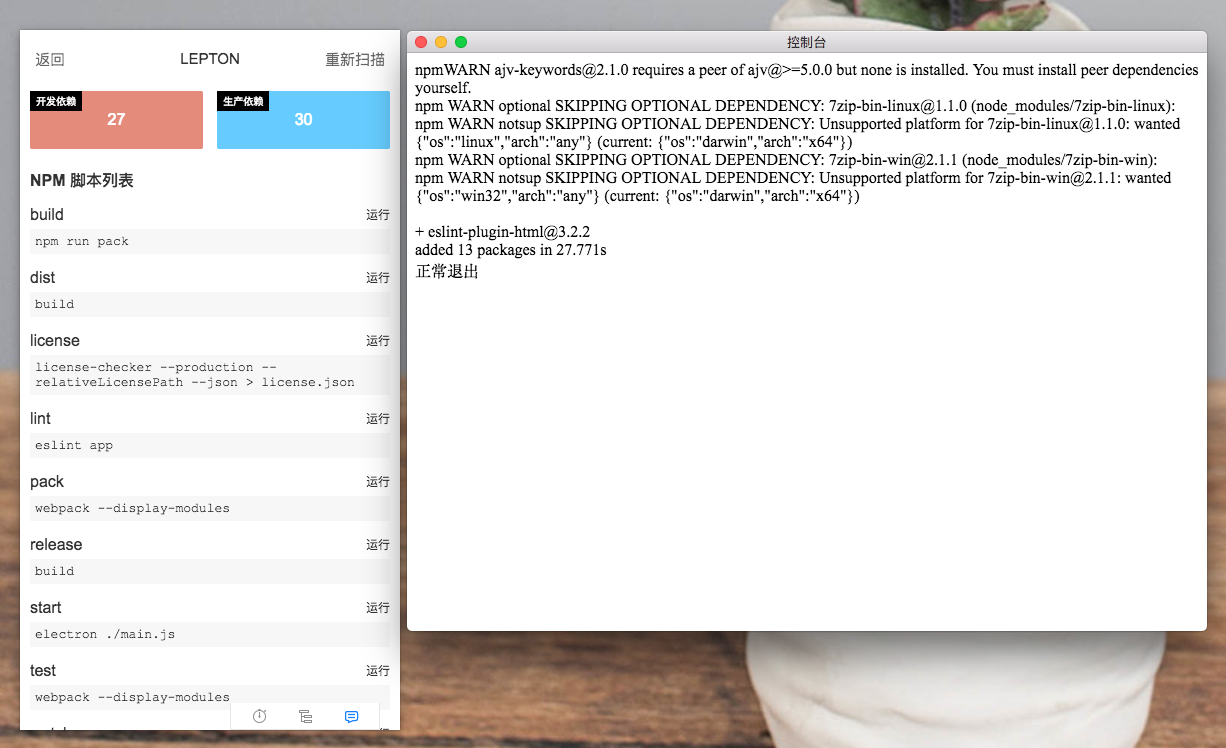 返回 LEPTON 重新扫描
开发依赖 生产依赖
27 30
NPM 脚本列表
build 运行
npm run pack
dist 运行
build
license 运行
license-checker --production --
relativeLicensePath --json > license.json
lint 运行
eslint app
pack 运行
webpack --display-modules
release 运行
build
start 运行
electron ./main.js
test 运行
webpack --display-modules
控制台
npmWARN ajv-keywords@2.1.0 requires a peer of ajv@>=5.0.0 but none is installed. You must install peer dependencies
yourself.
npm WARN optional SKIPPING OPTIONAL DEPENDENCY: 7zip-bin-linux@1.1.0 (node_modules/7zip-bin-linux):
npm WARN notsup SKIPPING OPTIONAL DEPENDENCY: Unsupported platform for 7zip-bin-linux@1.1.0: wanted
{"os":"linux","arch":"any"} (current: {"os":"darwin","arch":"x64"})
npm WARN optional SKIPPING OPTIONAL DEPENDENCY: 7zip-bin-win@2.1.1 (node_modules/7zip-bin-win):
npm WARN notsup SKIPPING OPTIONAL DEPENDENCY: Unsupported platform for 7zip-bin-win@2.1.1: wanted
{"os":"win32","arch":"any"} (current: {"os":"darwin","arch":"x64"})
+ eslint-plugin-html@3.2.2
added 13 packages in 27.771s
正常退出